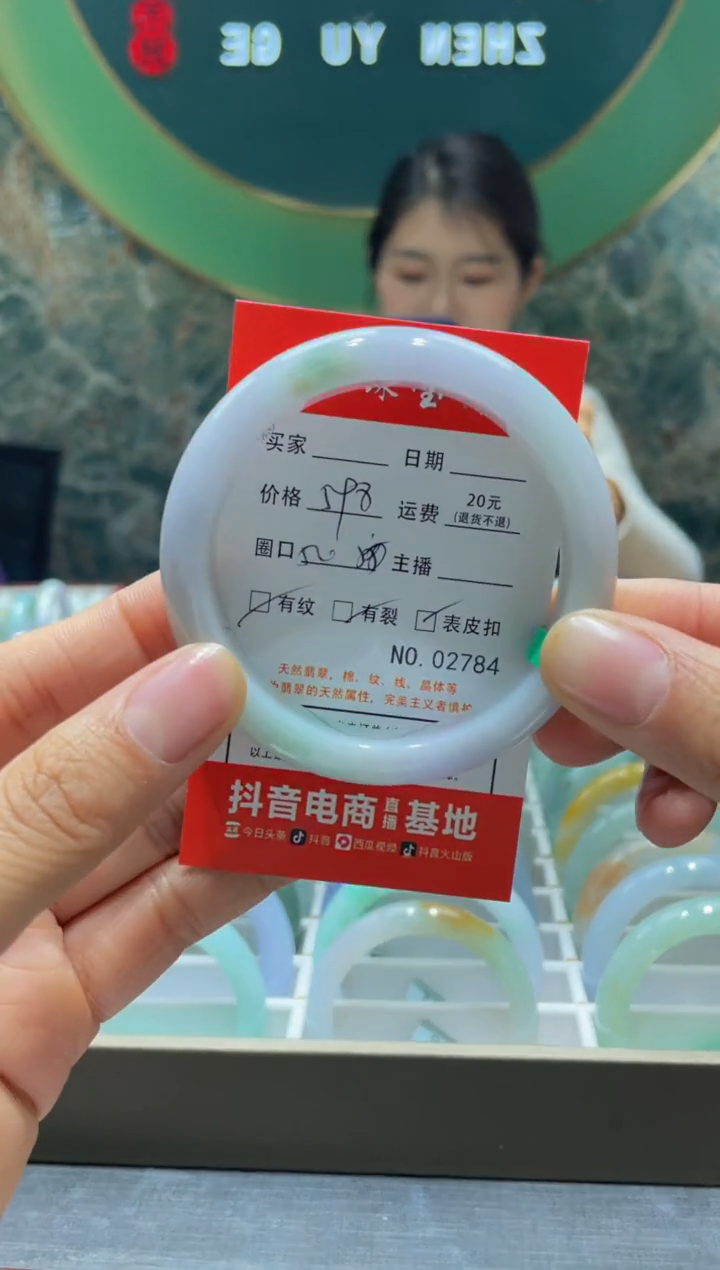 ZHEN YU GE
买家 日期
价格 598 运费 20元
(退货不退)
圈口 主播
有纹 有裂 表皮扣
NO. 02784
天然翡翠, 棉、纹、线、晶体等
为翡翠的天然属性, 完美主义者慎拍
抖音电商直播基地
今日头条 抖音 西瓜视频 抖音火山版